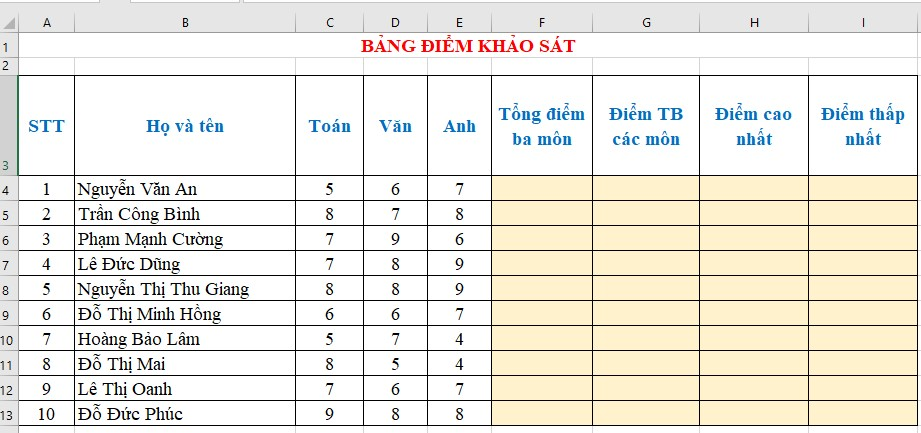 A B C D E F G H I
1 BẢNG ĐIỂM KHẢO SÁT
2
3 STT Họ và tên Toán Văn Anh Tổng điểm ba môn Điểm TB các môn Điểm cao nhất Điểm thấp nhất
4 1 Nguyễn Văn An 5 6 7
5 2 Trần Công Bình 8 7 8
6 3 Phạm Mạnh Cường 7 9 6
7 4 Lê Đức Dũng 7 8 9
8 5 Nguyễn Thị Thu Giang 8 8 9
9 6 Đỗ Thị Minh Hồng 6 6 7
10 7 Hoàng Bảo Lâm 5 7 4
11 8 Đỗ Thị Mai 8 5 4
12 9 Lê Thị Oanh 7 6 7
13 10 Đỗ Đức Phúc 9 8 8